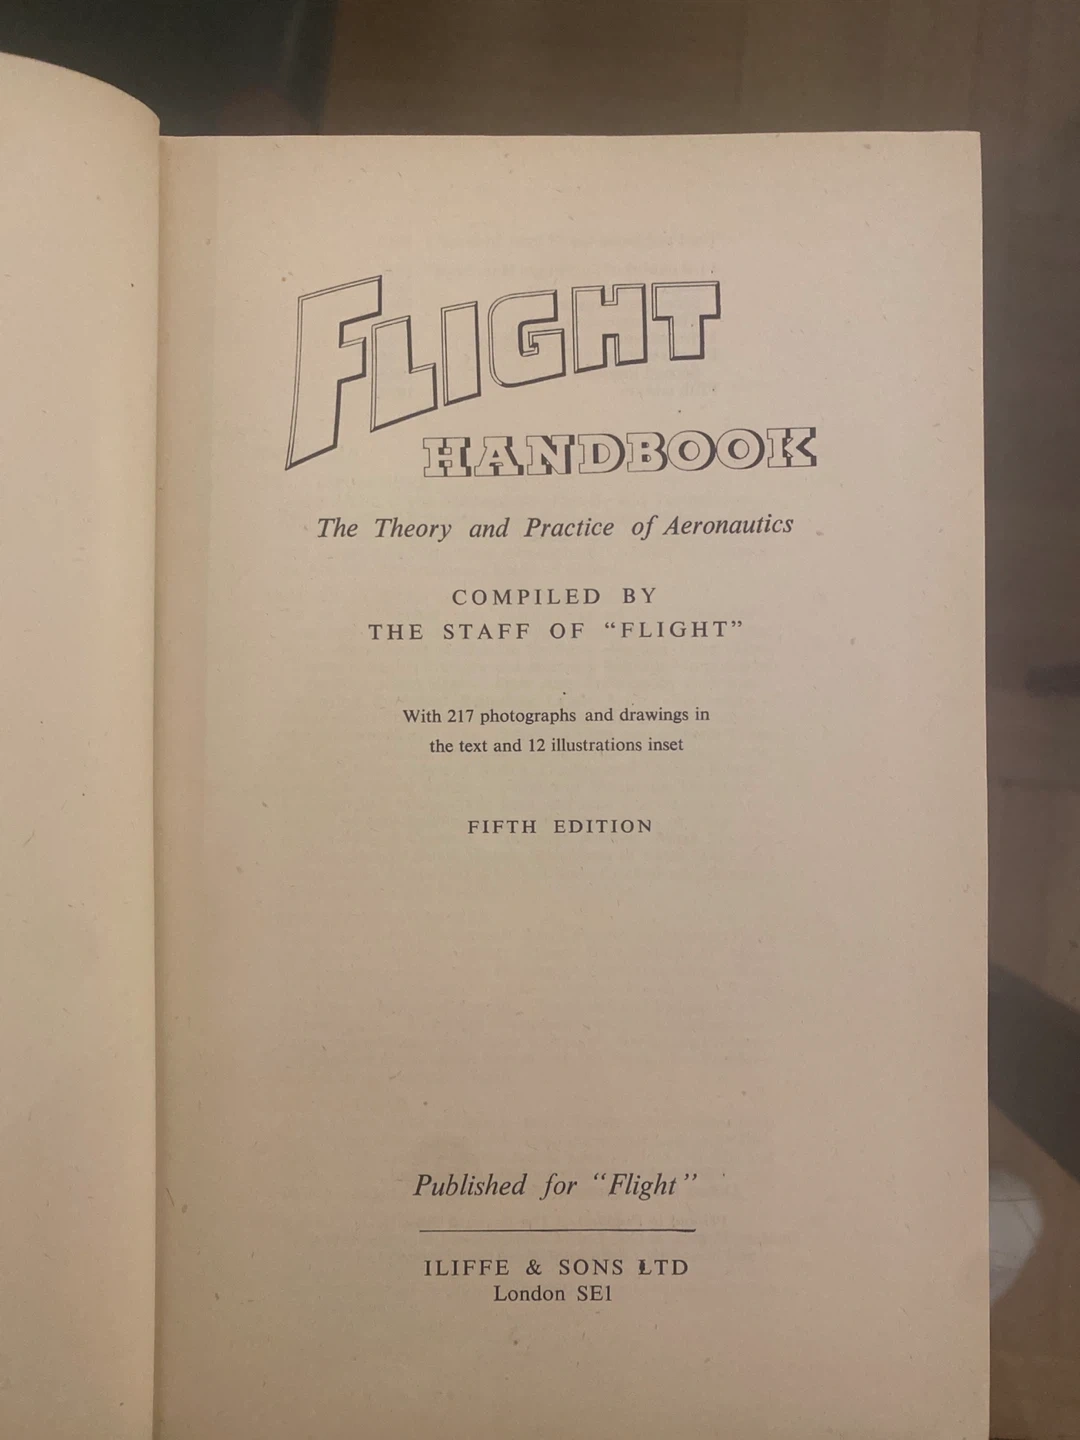 FLIGHT
HANDBOOK
The Theory and Practice of Aeronautics
COMPILED BY
THE STAFF OF “FLIGHT”
With 217 photographs and drawings in
the text and 12 illustrations inset
FIFTH EDITION
Published for “Flight”
ILIFFE & SONS LTD
London SE1